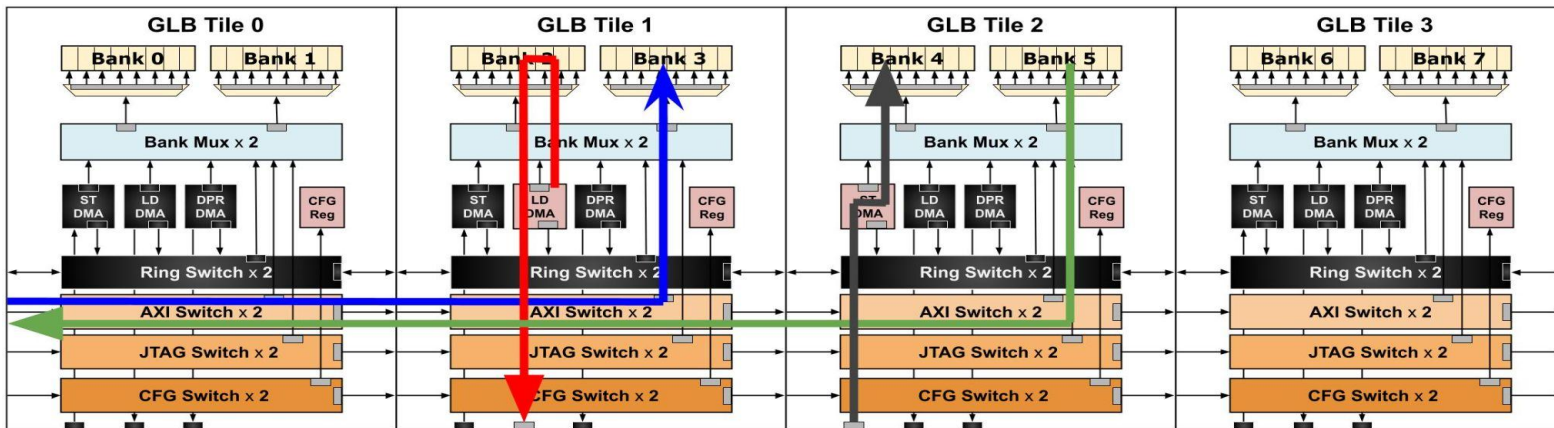 GLB Tile 0
Bank 0 Bank 1
Bank Mux x 2
ST DMA LD DMA DPR DMA CFG Reg
Ring Switch x 2
AXI Switch x 2
JTAG Switch x 2
CFG Switch x 2
GLB Tile 1
Bank 2 Bank 3
Bank Mux x 2
ST DMA LD DMA DPR DMA CFG Reg
Ring Switch x 2
AXI Switch x 2
JTAG Switch x 2
CFG Switch x 2
GLB Tile 2
Bank 4 Bank 5
Bank Mux x 2
ST DMA LD DMA DPR DMA CFG Reg
Ring Switch x 2
AXI Switch x 2
JTAG Switch x 2
CFG Switch x 2
GLB Tile 3
Bank 6 Bank 7
Bank Mux x 2
ST DMA LD DMA DPR DMA CFG Reg
Ring Switch x 2
AXI Switch x 2
JTAG Switch x 2
CFG Switch x 2